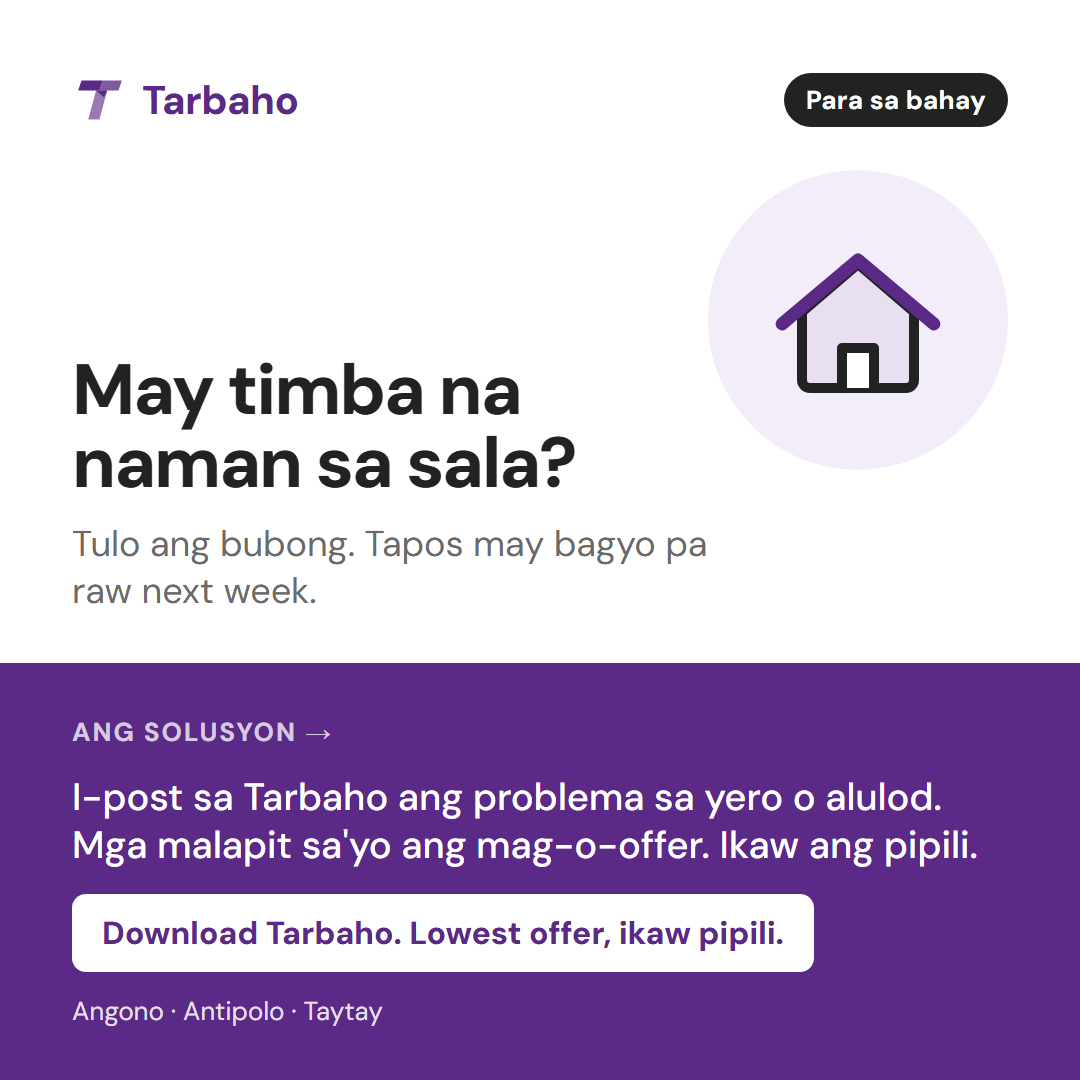 Tarbaho
Para sa bahay
May timba na
naman sa sala?
Tulo ang bubong. Tapos may bagyo pa
raw next week.
ANG SOLUSYON →
I-post sa Tarbaho ang problema sa yero o alulod.
Mga malapit sa'yo ang mag-o-offer. Ikaw ang pipili.
Download Tarbaho. Lowest offer, ikaw pipili.
Angono · Antipolo · Taytay